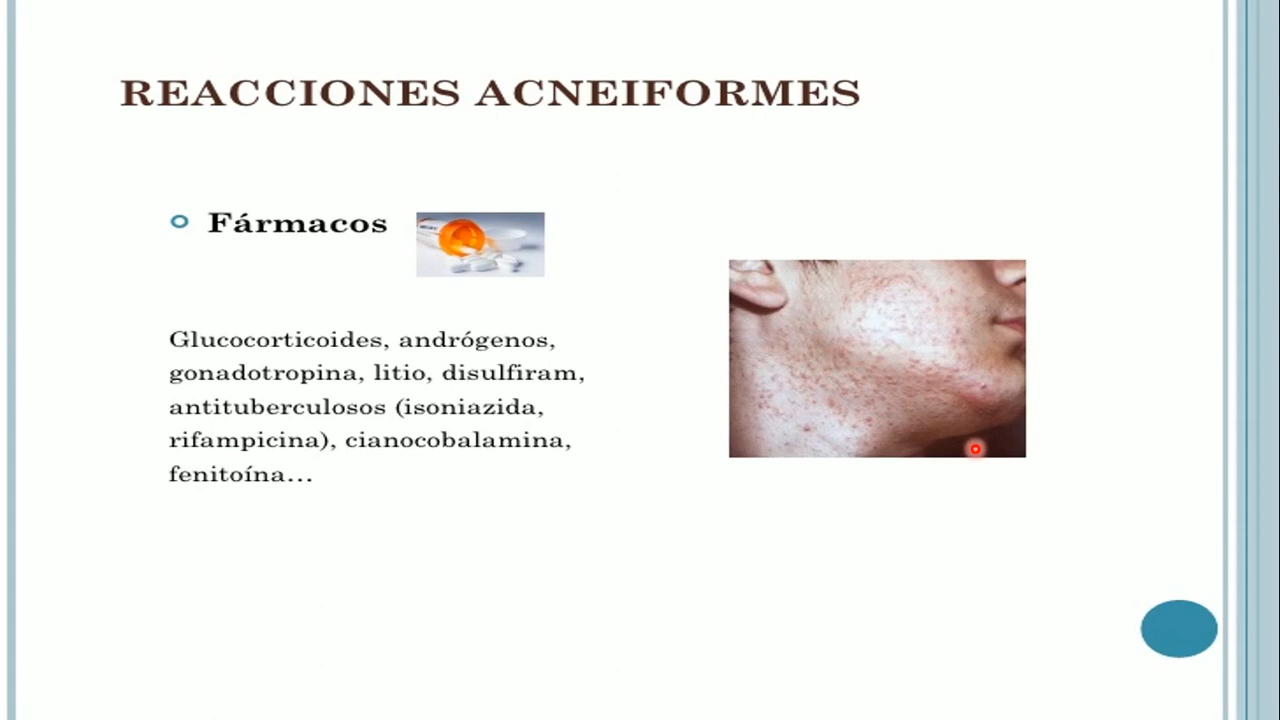 REACCIONES ACNEIFORMES
Fármacos
Glucocorticoides, andrógenos,
gonadotropina, litio, disulfiram,
antituberculosos (isoniazida,
rifampicina), cianocobalamina,
fenitoína...